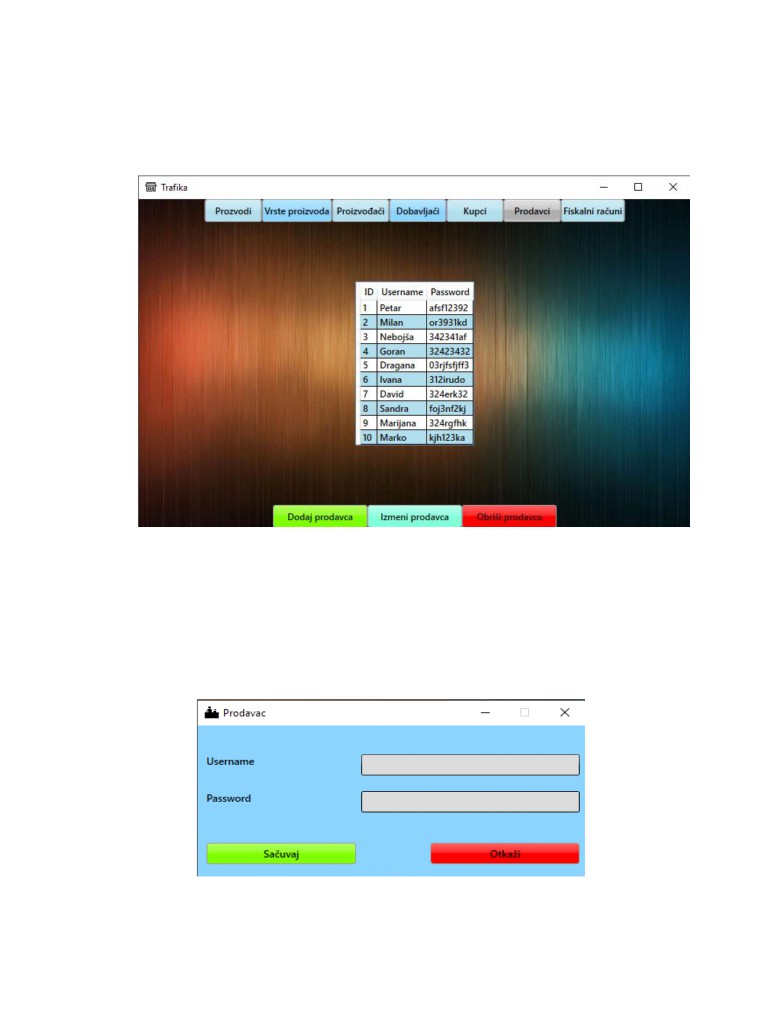 Trafika
Prozvodi Vrste proizvoda Proizvođači Dobavljači Kupci Prodavci Fiskalni računi
ID Username Password
1 Petar afsf12392
2 Milan or3931kd
3 Nebojša 342341af
4 Goran 32423432
5 Dragana 03rjfsfjff3
6 Ivana 312irudo
7 David 324erk32
8 Sandra foj3nf2kj
9 Marijana 324rgfhk
10 Marko kjh123ka
Dodaj prodavca Izmeni prodavca Obriši prodavca
Prodavac
Username
Password
Sačuvaj Otkaži